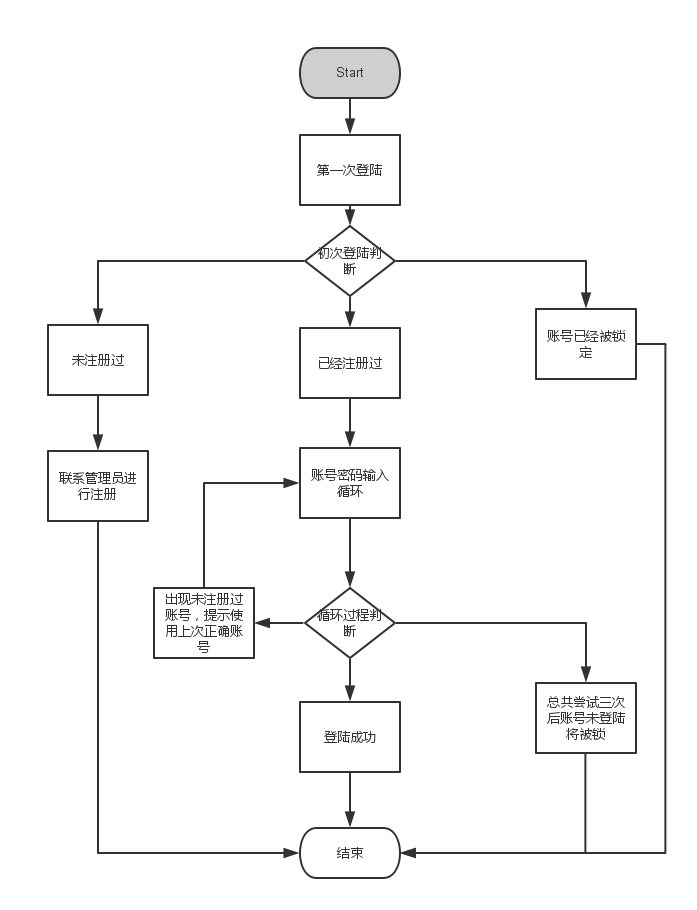 Start
第一次登陆
初次登陆判
断
未注册过
已经注册过
账号已经被锁
定
联系管理员进
行注册
账号密码输入
循环
出现未注册过
账号，提示使
用上次正确账
号
循环过程判
断
总共尝试三次
后账号未登陆
将被锁
登陆成功
结束